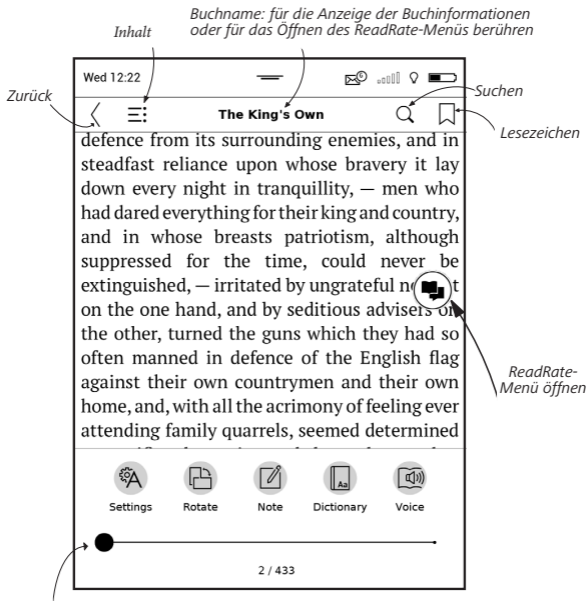 Buchname: für die Anzeige der Buchinformationen
oder für das Öffnen des ReadRate-Menüs berühren
Inhalt
Zurück
Suchen
Lesezeichen
Wed 12:22
The King's Own
defence from its surrounding enemies, and in
steadfast reliance upon whose bravery it lay
down every night in tranquillity, — men who
had dared everything for their king and country,
and in whose breasts patriotism, although
suppressed for the time, could never be
extinguished, — irritated by ungrateful
on the one hand, and by seditious advisers on
the other, turned the guns which they had so
often manned in defence of the English flag
against their own countrymen and their own
home, and, with all the acrimony of feeling ever
attending family quarrels, seemed determined
ReadRate-
Menü öffnen
Settings Rotate Note Dictionary Voice
2 / 433